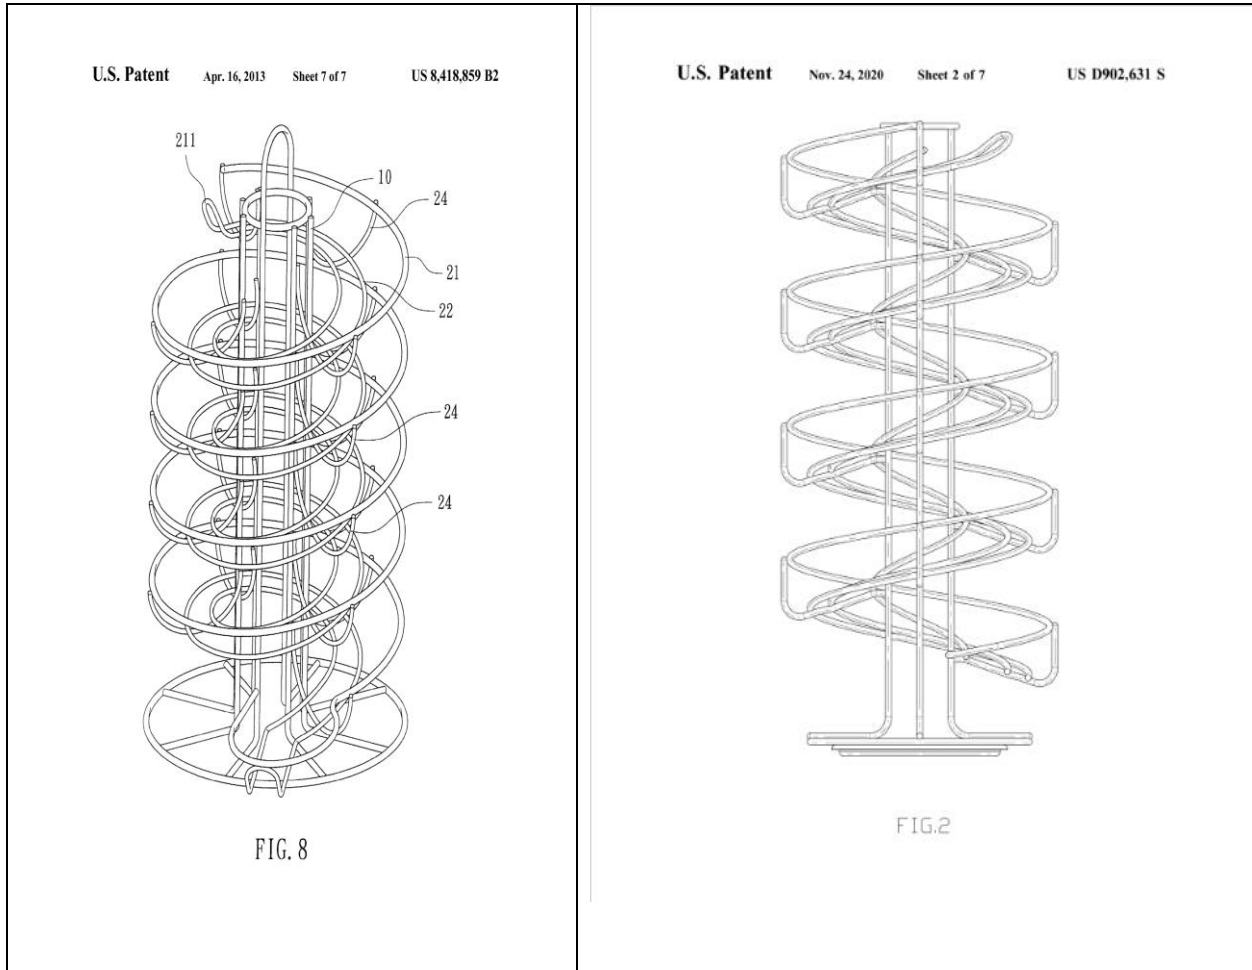 U.S. Patent Apr. 16, 2013 Sheet 7 of 7 US 8,418,859 B2
211
10
24
21
22
24
24
FIG. 8
U.S. Patent Nov. 24, 2020 Sheet 2 of 7 US D902,631 S
FIG.2